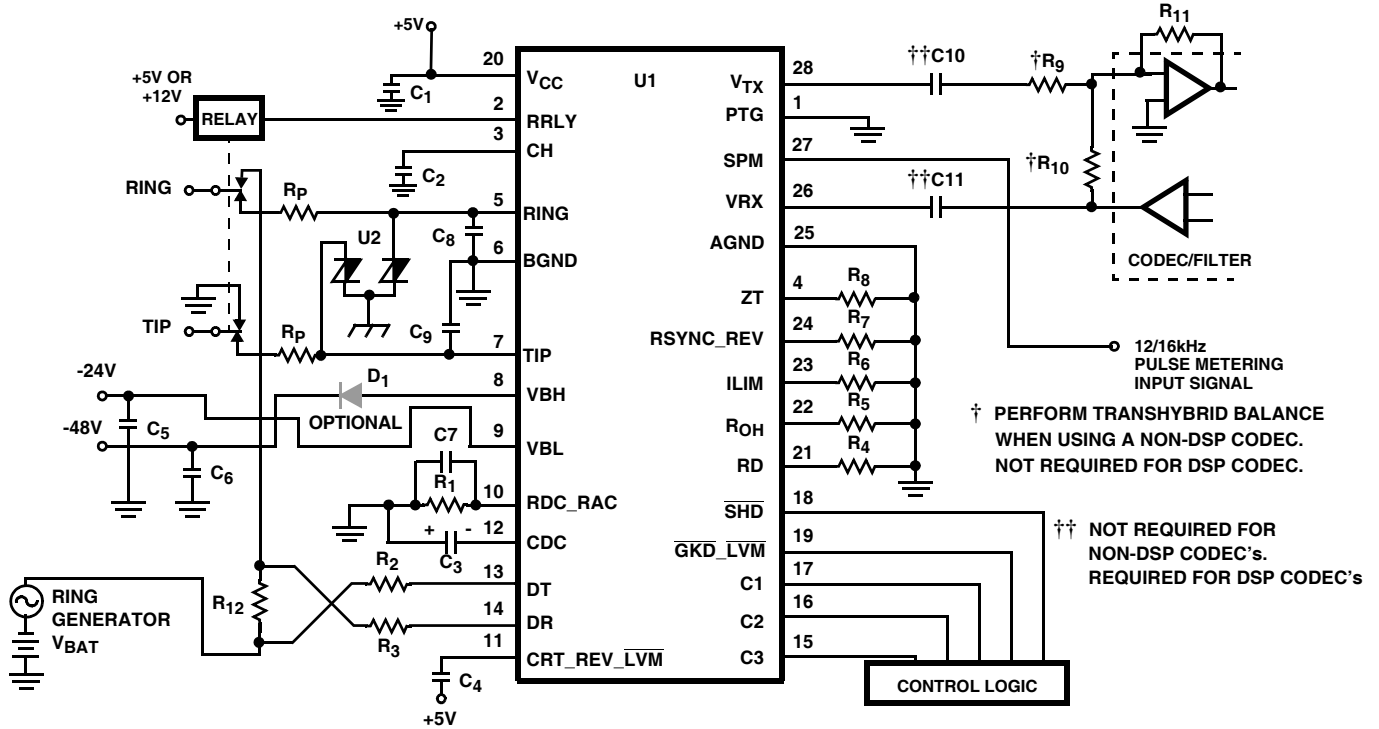 +5V
+5V OR
+12V
RELAY
RING
TIP
-24V
-48V
RING
GENERATOR
VBAT
R12
C1
C2
RP
U2
C8
C9
RP
D1
OPTIONAL
C5
C6
C7
R1
+ -
C3
R2
R3
C4
+5V
20
2
3
5
6
7
8
9
10
12
13
14
11
U1
VCC
RRLY
CH
RING
BGND
TIP
VBH
VBL
RDC_RAC
CDC
DT
DR
CRT_REV_LVM
VTX
PTG
SPM
VRX
AGND
ZT
RSYNC_REV
ILIM
ROH
RD
SHD
GKD_LVM
C1
C2
C3
28
1
27
26
25
4
24
23
22
21
18
19
17
16
15
††C10
†R9
R11
†R10
††C11
CODEC/FILTER
R8
R7
R6
R5
R4
12/16kHz
PULSE METERING
INPUT SIGNAL
† PERFORM TRANSHYBRID BALANCE
WHEN USING A NON-DSP CODEC.
NOT REQUIRED FOR DSP CODEC.
†† NOT REQUIRED FOR
NON-DSP CODEC's.
REQUIRED FOR DSP CODEC's
CONTROL LOGIC